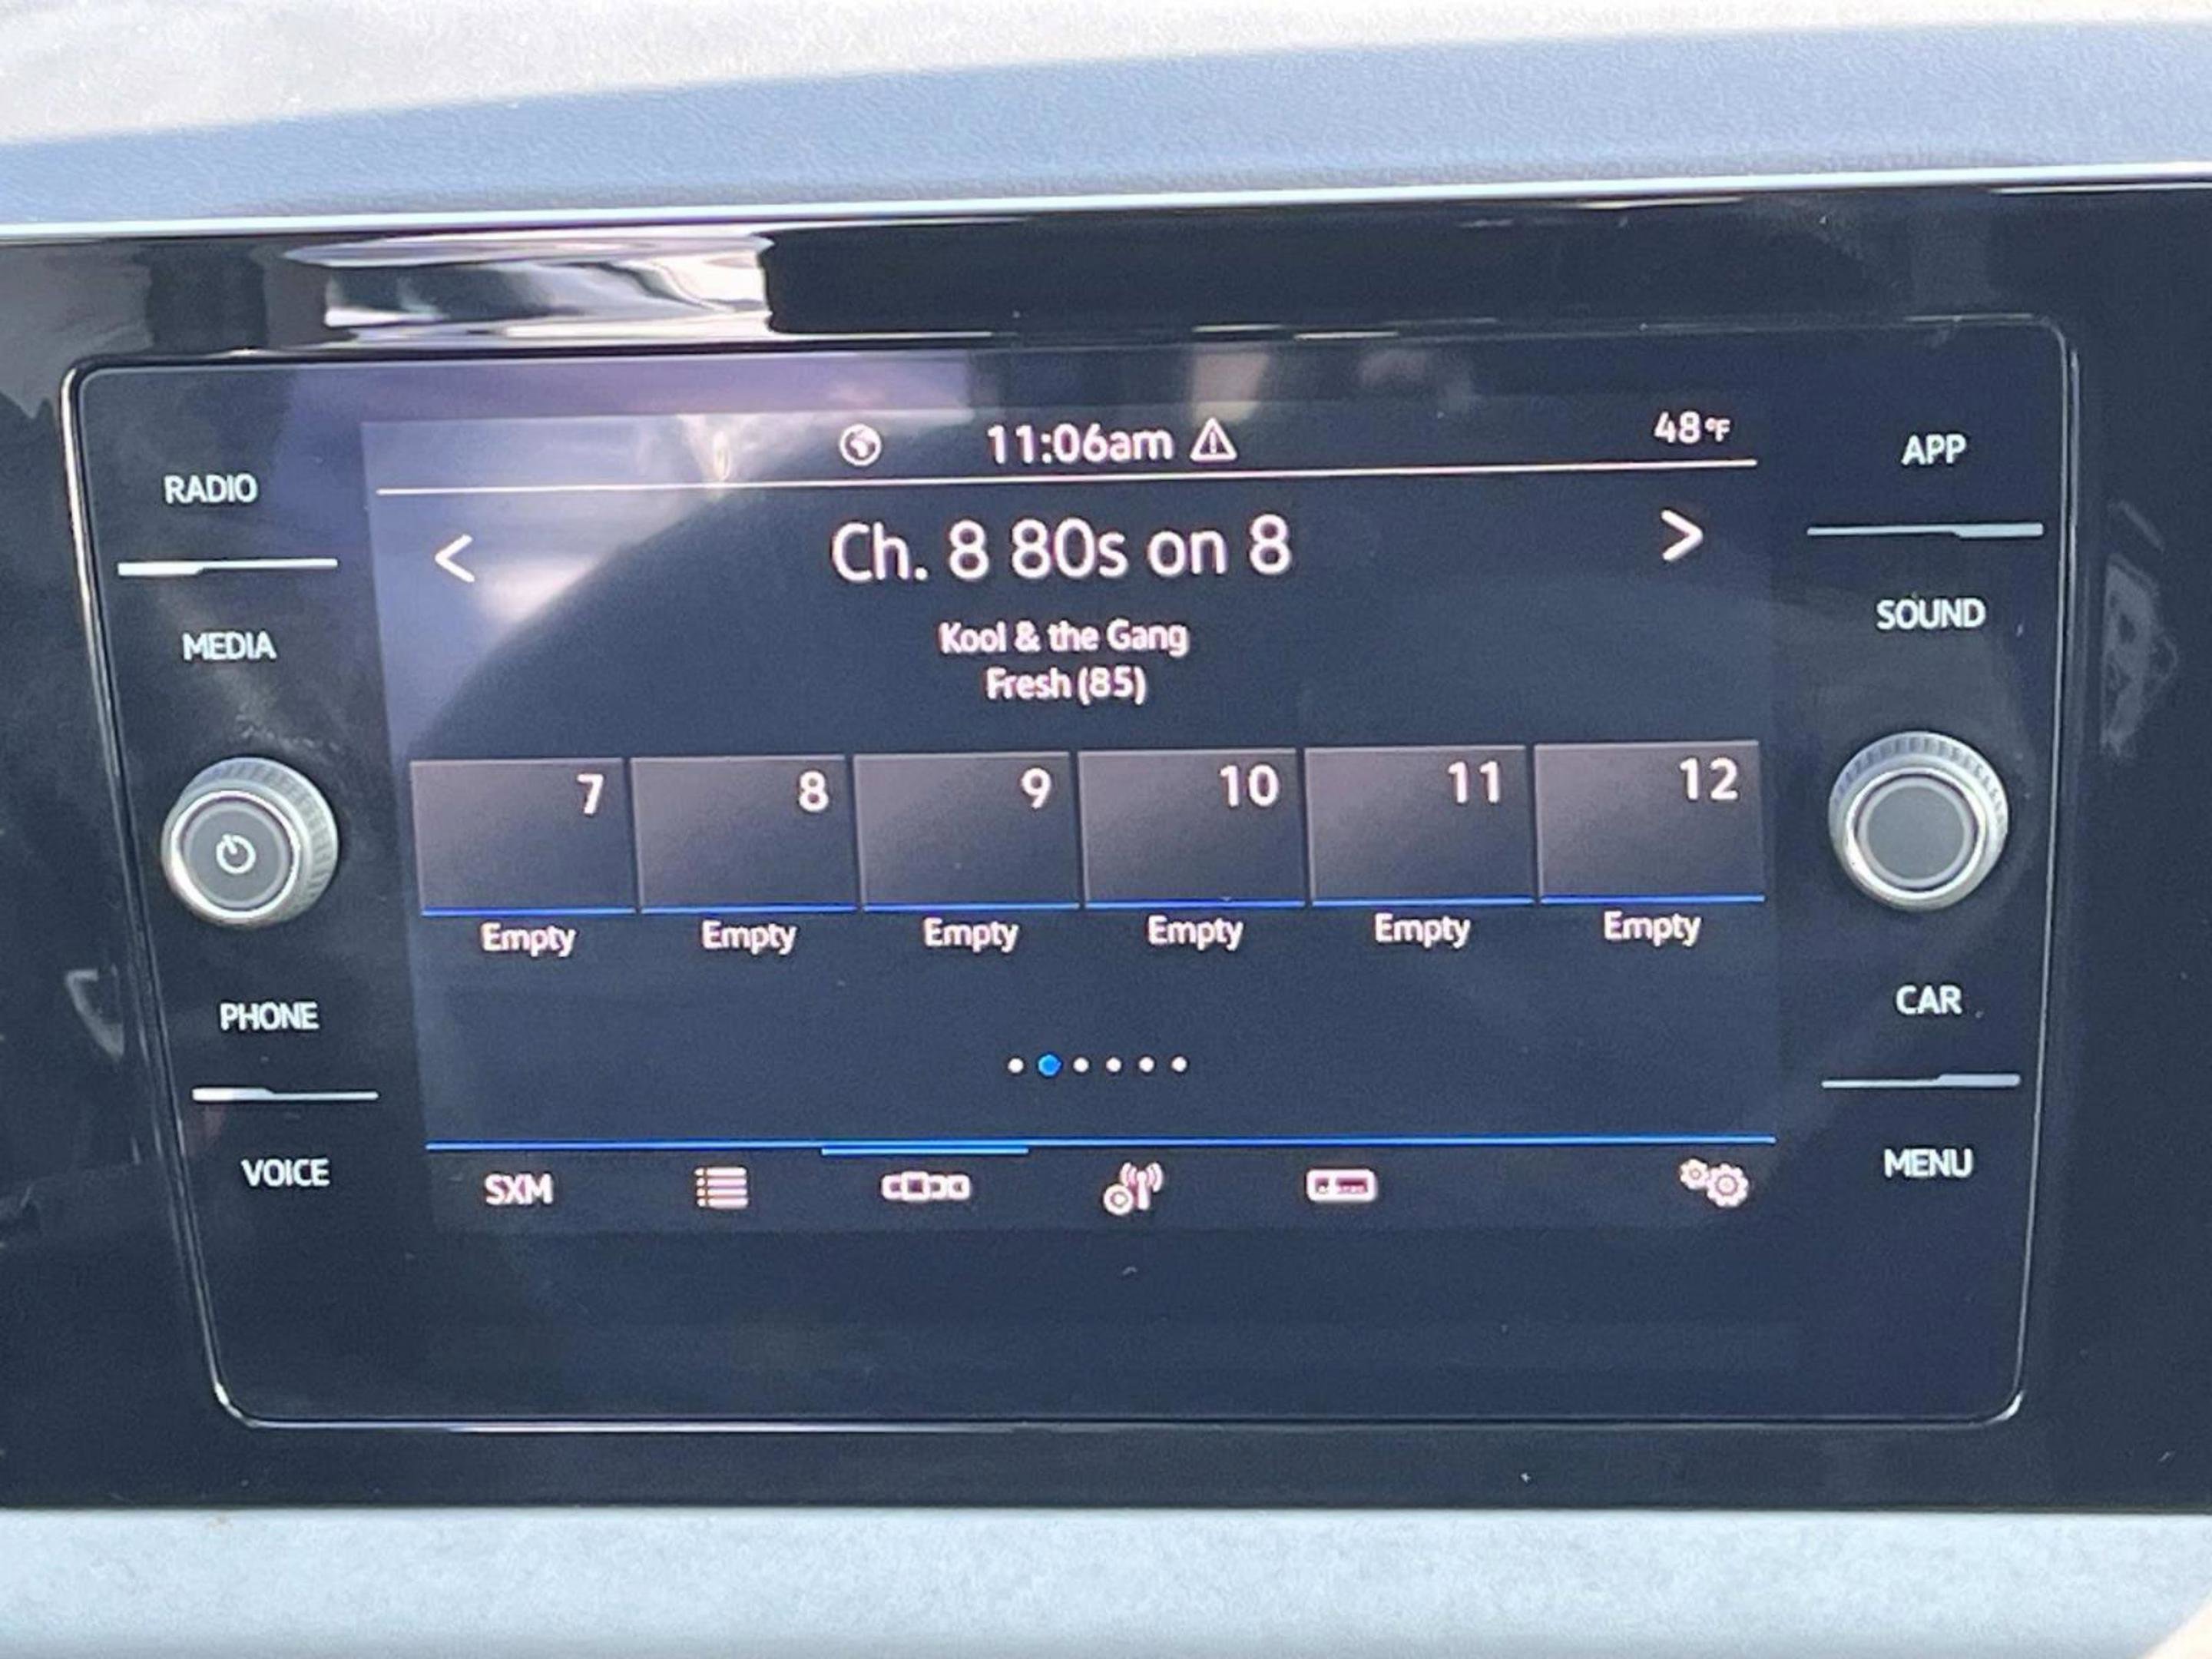 11:06am
48°F
RADIO
APP
Ch. 8 80s on 8
SOUND
MEDIA
Kool & the Gang
Fresh (85)
7 8 9 10 11 12
Empty Empty Empty Empty Empty Empty
PHONE
CAR
VOICE
MENU
SXM